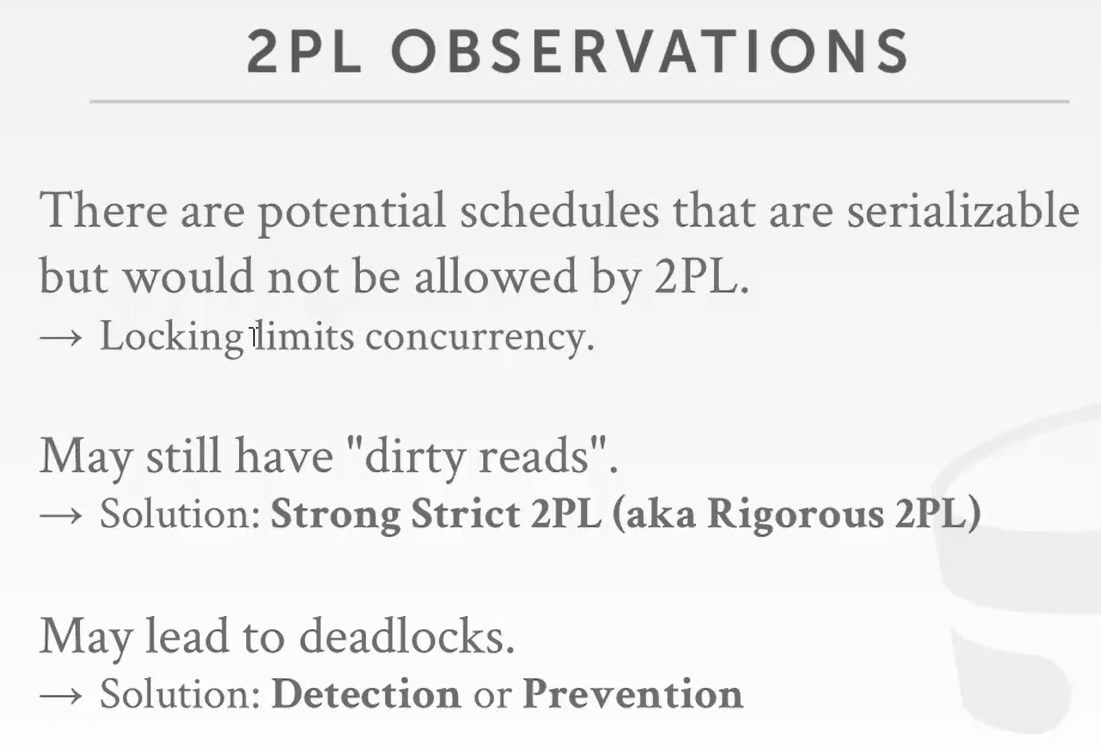 2PL OBSERVATIONS
There are potential schedules that are serializable
but would not be allowed by 2PL.
→ Locking limits concurrency.
May still have "dirty reads".
→ Solution: Strong Strict 2PL (aka Rigorous 2PL)
May lead to deadlocks.
→ Solution: Detection or Prevention